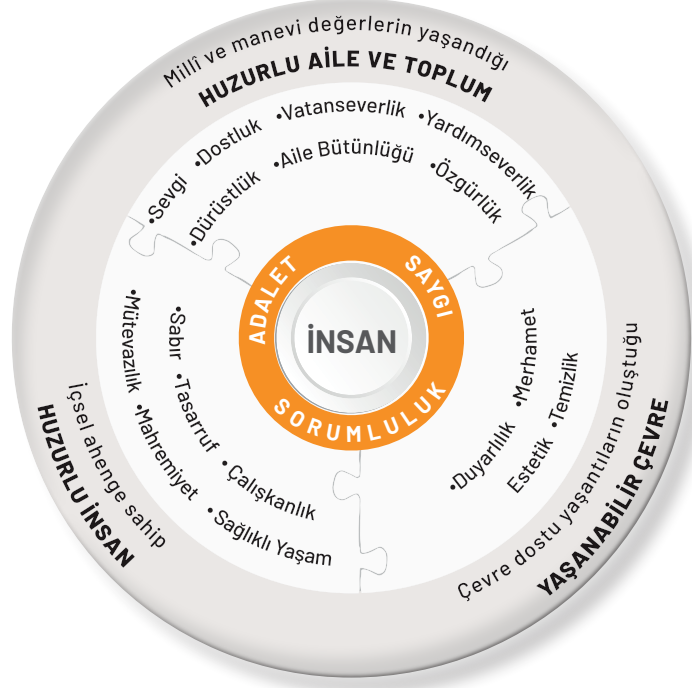 Millî ve manevi değerlerin yaşandığı
HUZURLU AİLE VE TOPLUM
•Sevgi •Dostluk •Vatanseverlik •Yardımseverlik
•Dürüstlük •Aile Bütünlüğü •Özgürlük
ADALET
SAYGI
SORUMLULUK
İNSAN
•Mütevazılık •Mahremiyet •Sağlıklı Yaşam
•Sabır •Tasarruf •Çalışkanlık
İçsel ahenge sahip
HUZURLU İNSAN
•Duyarlılık •Merhamet
Estetik •Temizlik
Çevre dostu yaşantıların oluştuğu
YAŞANABİLİR ÇEVRE